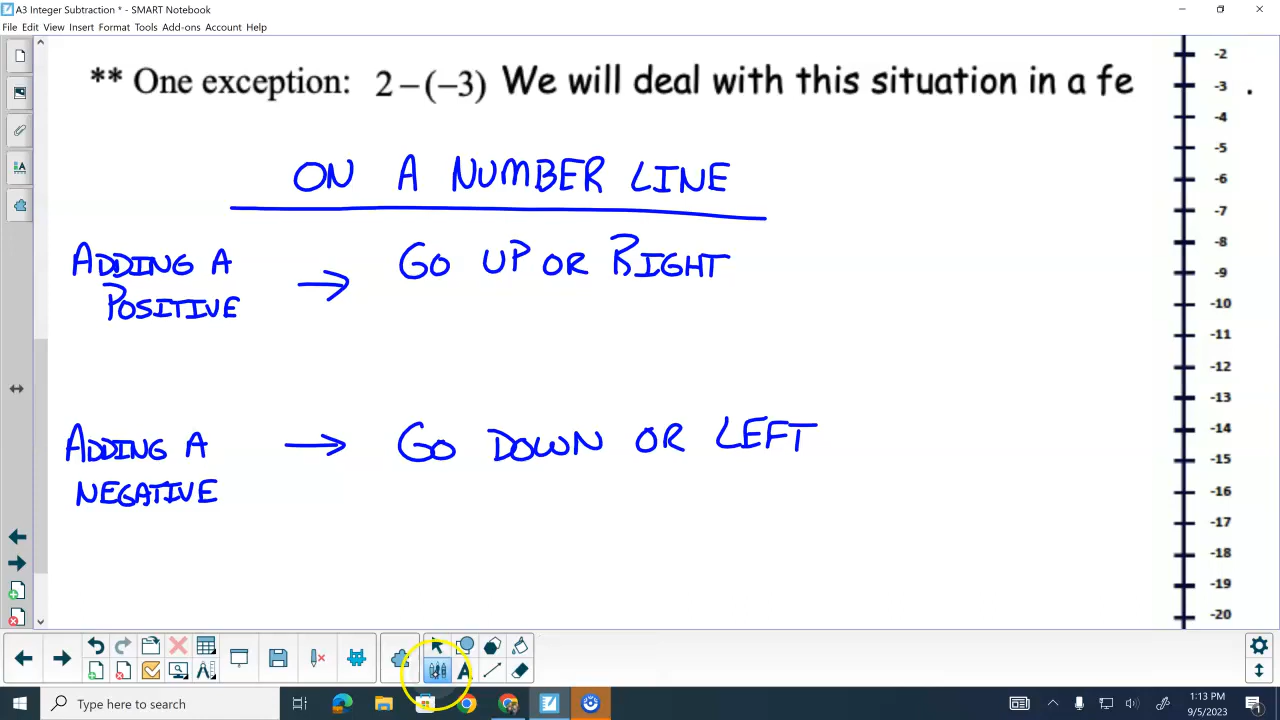 A3 Integer Subtraction * - SMART Notebook
File Edit View Insert Format Tools Add-ons Account Help
** One exception: 2 – (–3) We will deal with this situation in a fe .
ON A NUMBER LINE
ADDING A POSITIVE → GO UP OR RIGHT
ADDING A NEGATIVE → GO DOWN OR LEFT
-2
-3
-4
-5
-6
-7
-8
-9
-10
-11
-12
-13
-14
-15
-16
-17
-18
-19
-20
Type here to search
1:13 PM
9/5/2023